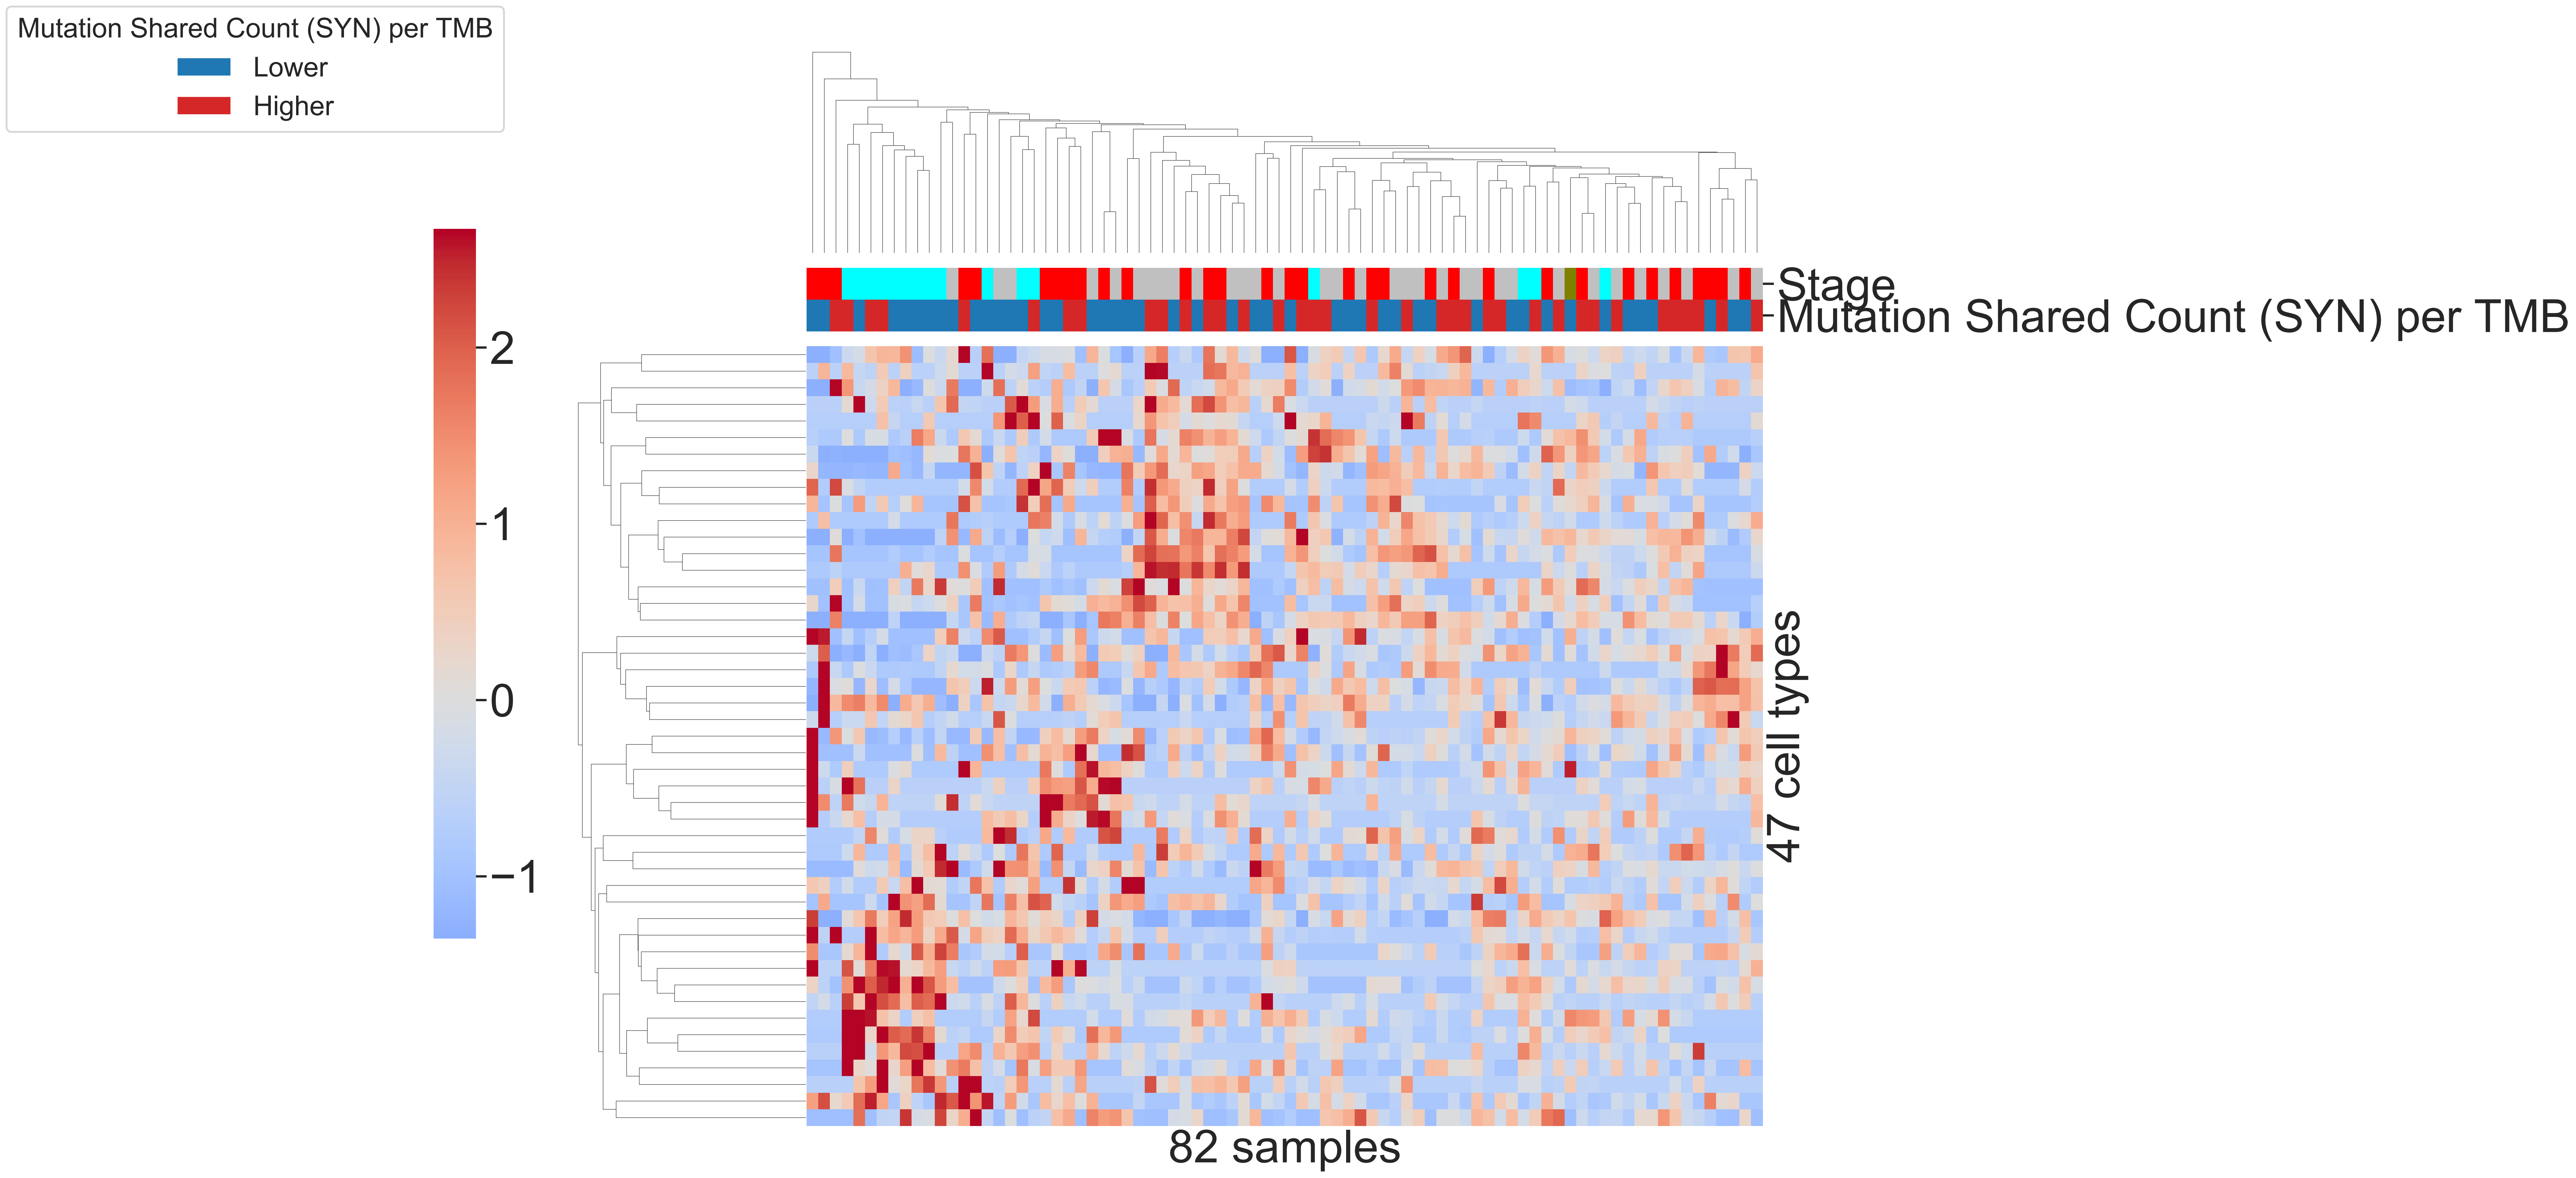 Mutation Shared Count (SYN) per TMB
Lower
Higher
Stage
Mutation Shared Count (SYN) per TMB
2
1
0
−1
47 cell types
82 samples